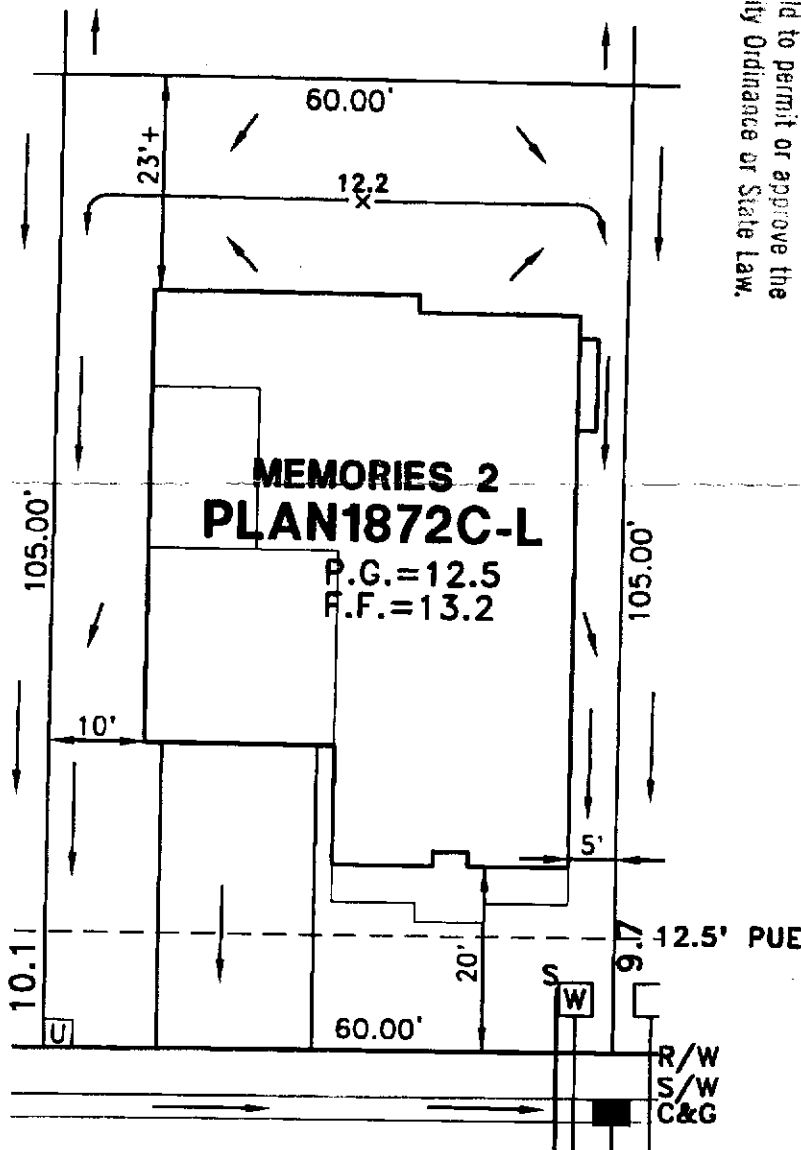 ld to permit or approve the
ity Ordinance or State Law.
60.00'
23'+
12.2
MEMORIES 2
PLAN1872C-L
P.G.=12.5
F.F.=13.2
105.00'
105.00'
10'
5'
12.5' PUE
10.1
9.7
20'
S
W
U
60.00'
R/W
S/W
C&G